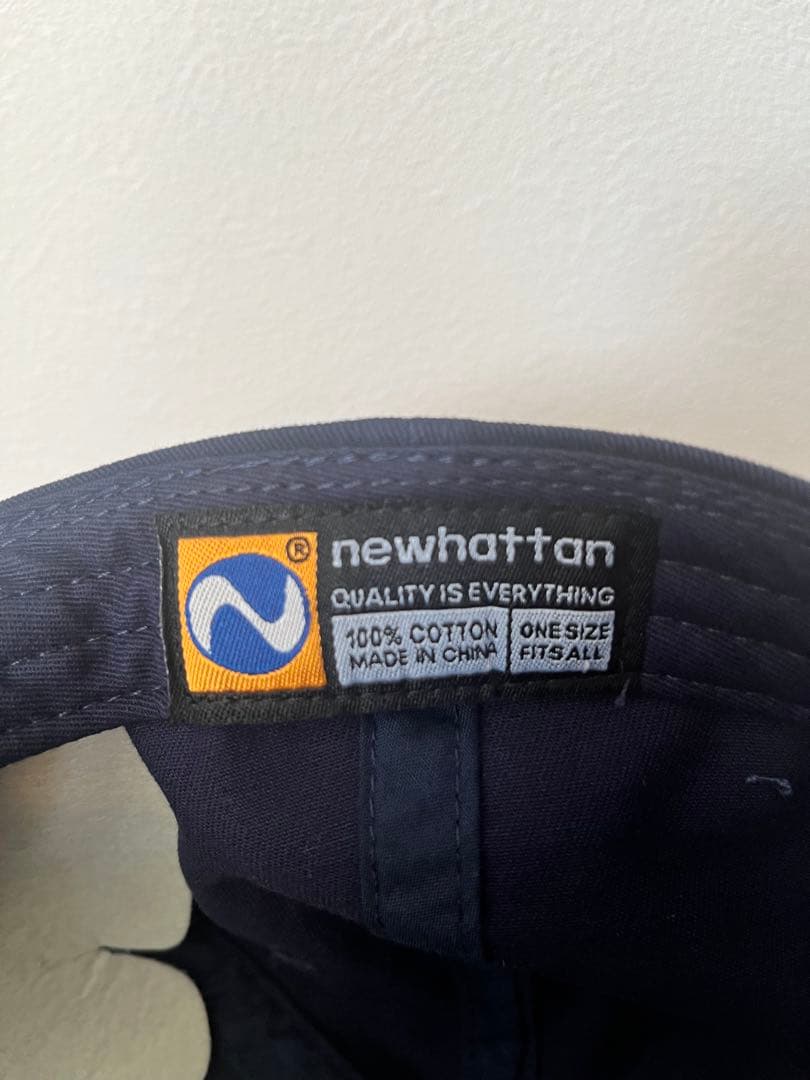 ®
newhattan
QUALITY IS EVERYTHING
100% COTTON
MADE IN CHINA
ONE SIZE
FITS ALL